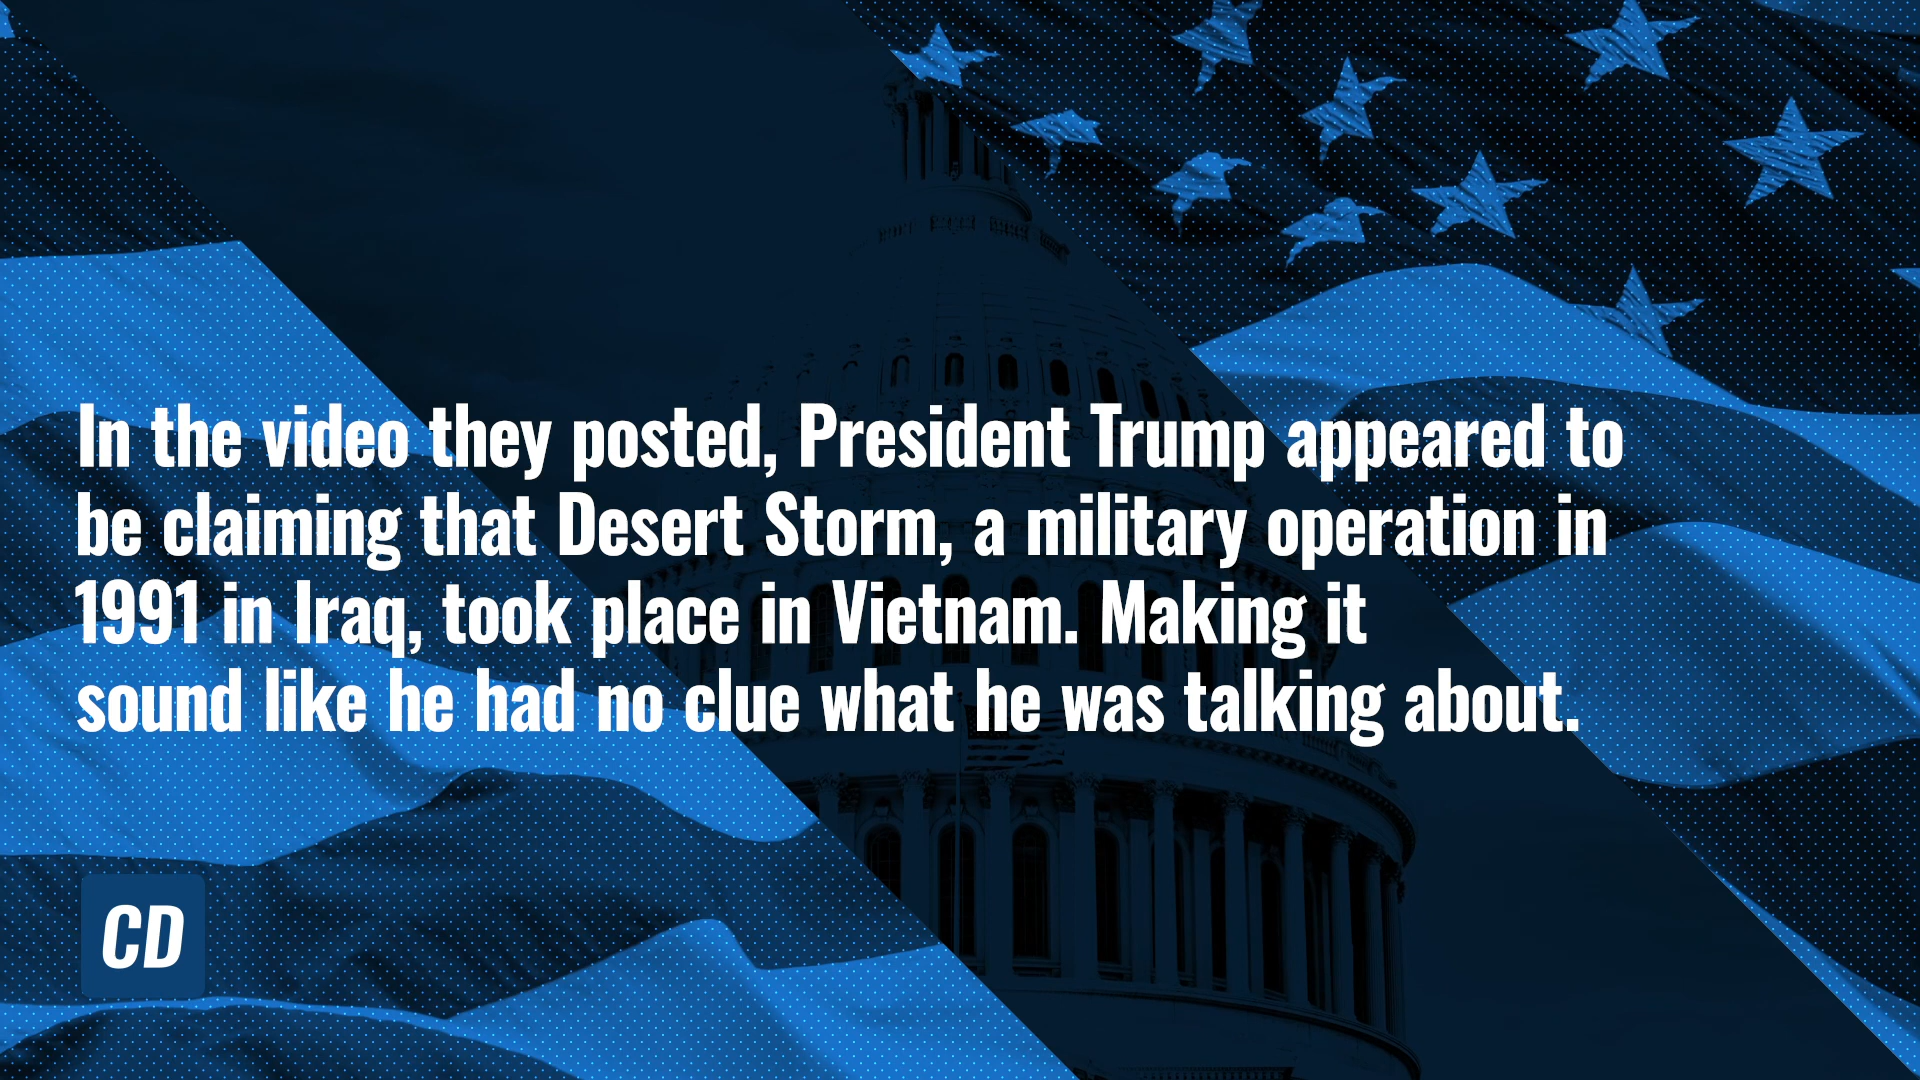 In the video they posted, President Trump appeared to
be claiming that Desert Storm, a military operation in
1991 in Iraq, took place in Vietnam. Making it
sound like he had no clue what he was talking about.
CD